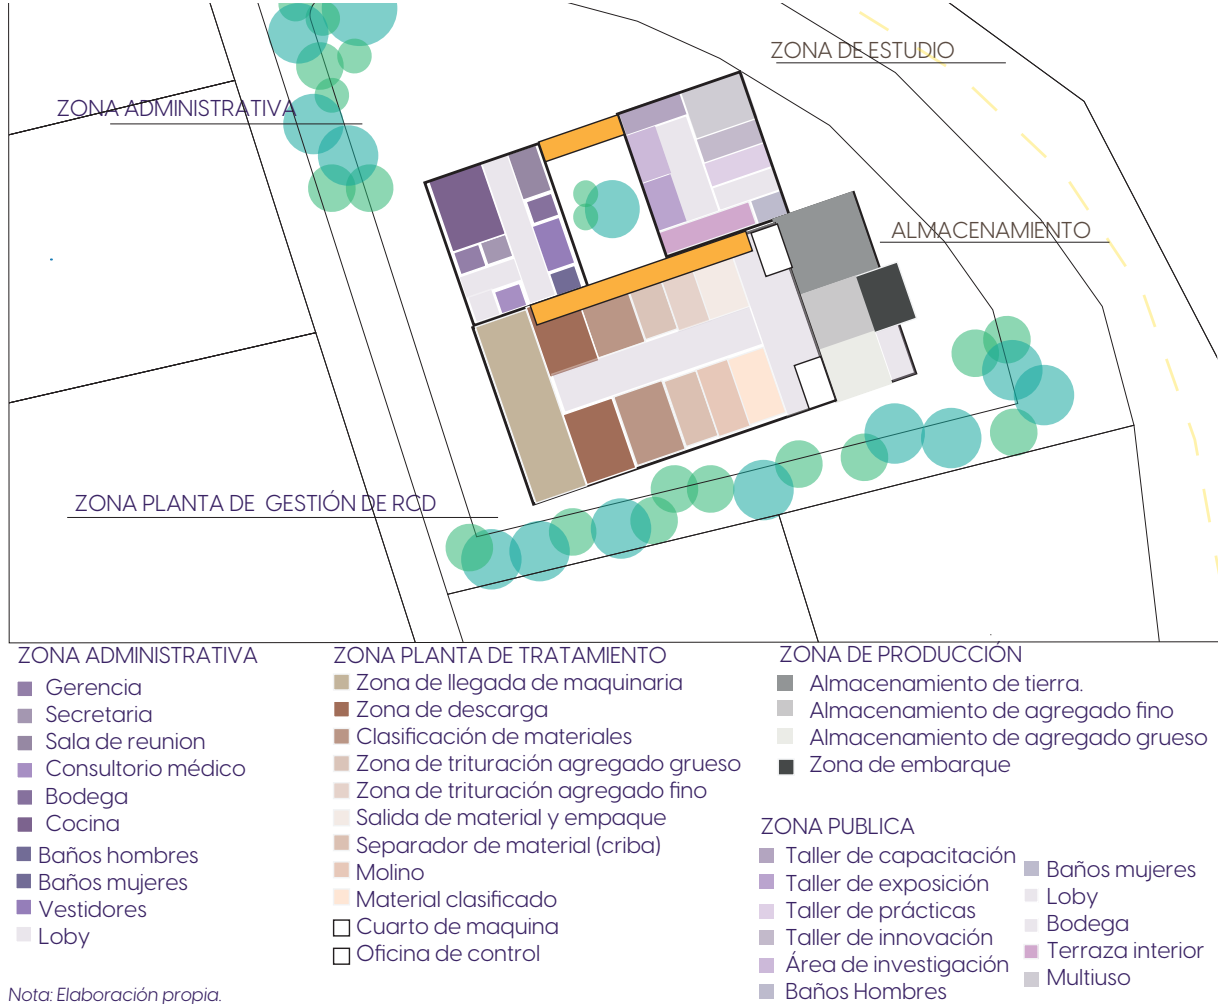 ZONA DE ESTUDIO
ZONA ADMINISTRATIVA
ALMACENAMIENTO
ZONA PLANTA DE GESTIÓN DE RCD
ZONA ADMINISTRATIVA
Gerencia
Secretaria
Sala de reunion
Consultorio médico
Bodega
Cocina
Baños hombres
Baños mujeres
Vestidores
Loby
ZONA PLANTA DE TRATAMIENTO
Zona de llegada de maquinaria
Zona de descarga
Clasificación de materiales
Zona de trituración agregado grueso
Zona de trituración agregado fino
Salida de material y empaque
Separador de material (criba)
Molino
Material clasificado
Cuarto de maquina
Oficina de control
ZONA DE PRODUCCIÓN
Almacenamiento de tierra.
Almacenamiento de agregado fino
Almacenamiento de agregado grueso
Zona de embarque
ZONA PUBLICA
Taller de capacitación
Taller de exposición
Taller de prácticas
Taller de innovación
Área de investigación
Baños Hombres
Baños mujeres
Loby
Bodega
Terraza interior
Multiuso
Nota: Elaboración propia.